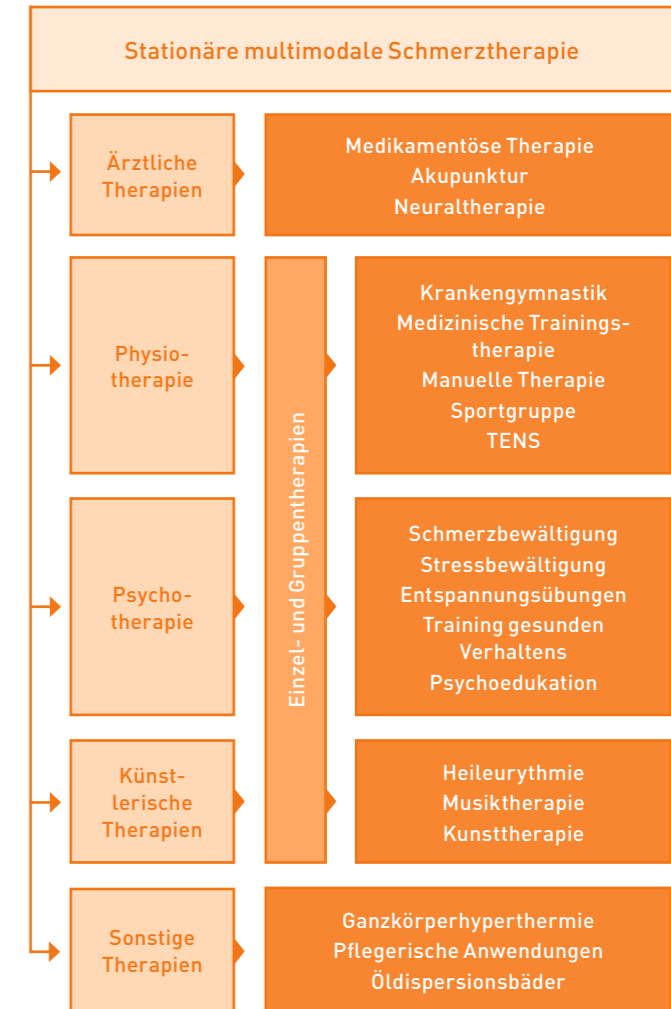 Stationäre multimodale Schmerztherapie
Ärztliche
Therapien
Medikamentöse Therapie
Akupunktur
Neuraltherapie
Physio-
therapie
Einzel- und Gruppentherapien
Krankengymnastik
Medizinische Trainings-
therapie
Manuelle Therapie
Sportgruppe
TENS
Psycho-
therapie
Schmerzbewältigung
Stressbewältigung
Entspannungsübungen
Training gesunden
Verhaltens
Psychoedukation
Künst-
lerische
Therapien
Heileurythmie
Musiktherapie
Kunsttherapie
Sonstige
Therapien
Ganzkörperhyperthermie
Pflegerische Anwendungen
Öldispersionsbäder